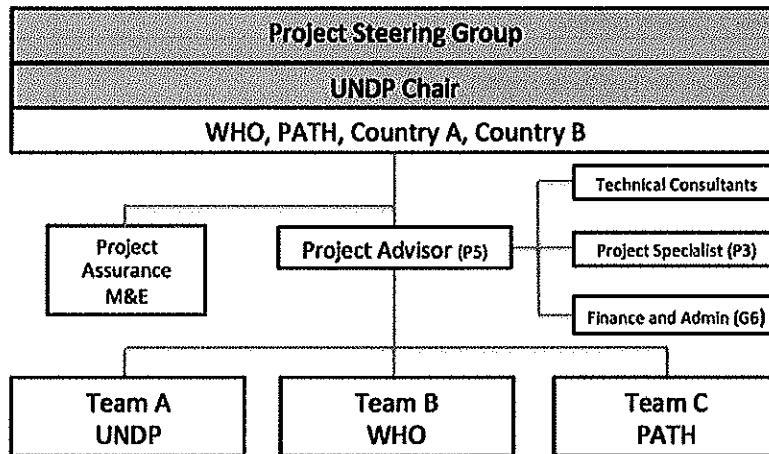 Project Steering Group
UNDP Chair
WHO, PATH, Country A, Country B
Technical Consultants
Project
Assurance
M&E
Project Advisor (P5)
Project Specialist (P3)
Finance and Admin (G6)
Team A
UNDP
Team B
WHO
Team C
PATH